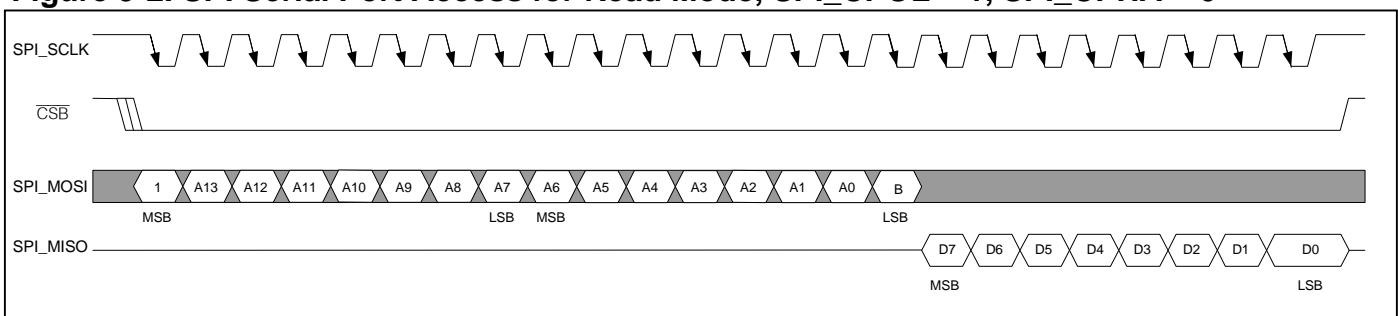 SPI_SCLK
CSB
SPI_MOSI 1 A13 A12 A11 A10 A9 A8 A7 A6 A5 A4 A3 A2 A1 A0 B
MSB LSB MSB LSB
SPI_MISO D7 D6 D5 D4 D3 D2 D1 D0
MSB LSB